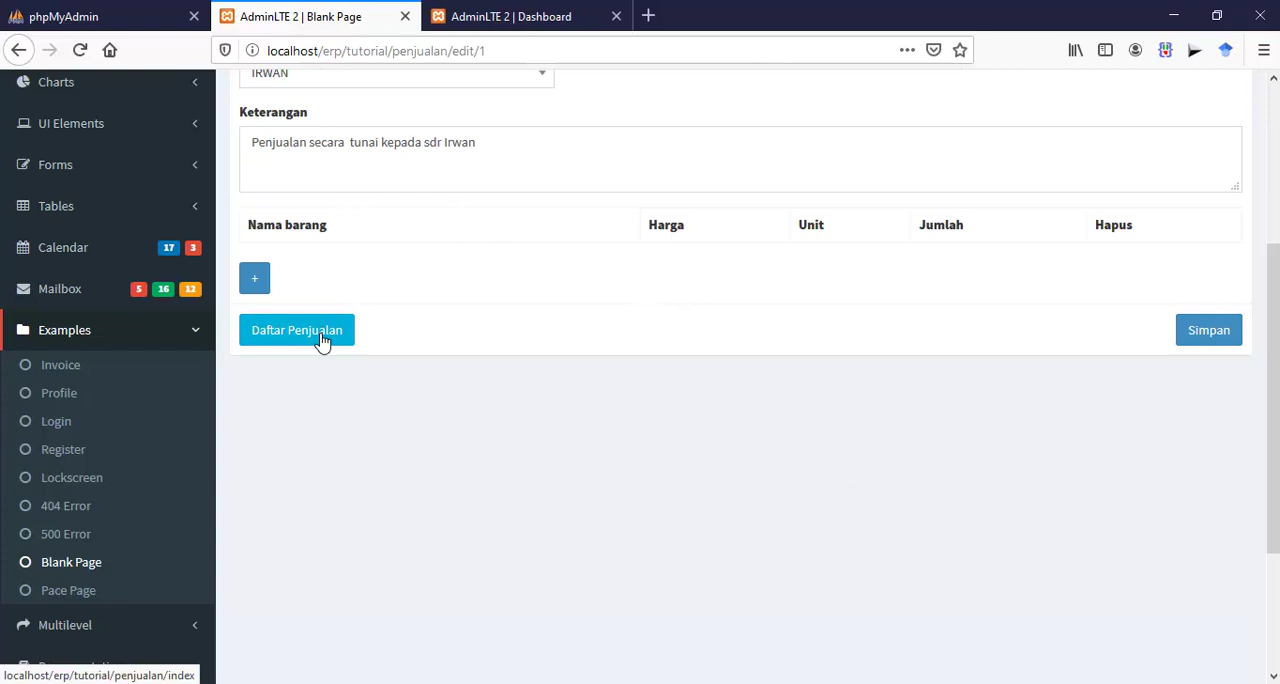 phpMyAdmin
AdminLTE 2 | Blank Page
AdminLTE 2 | Dashboard
localhost/erp/tutorial/penjualan/edit/1
Charts
UI Elements
Forms
Tables
Calendar 17 3
Mailbox 5 16 12
Examples
Invoice
Profile
Login
Register
Lockscreen
404 Error
500 Error
Blank Page
Pace Page
Multilevel
IRWAN
Keterangan
Penjualan secara tunai kepada sdr Irwan
Nama barang Harga Unit Jumlah Hapus
+
Daftar Penjualan
Simpan
localhost/erp/tutorial/penjualan/index